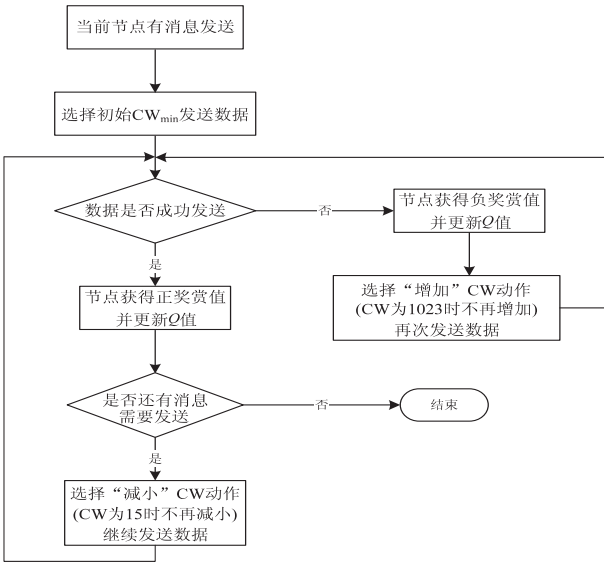 当前节点有消息发送
选择初始CWmin发送数据
数据是否成功发送
否
节点获得负奖赏值
并更新Q值
是
节点获得正奖赏值
并更新Q值
选择“增加”CW动作
(CW为1023时不再增加)
再次发送数据
是否还有消息
需要发送
否
结束
是
选择“减小”CW动作
(CW为15时不再减小)
继续发送数据